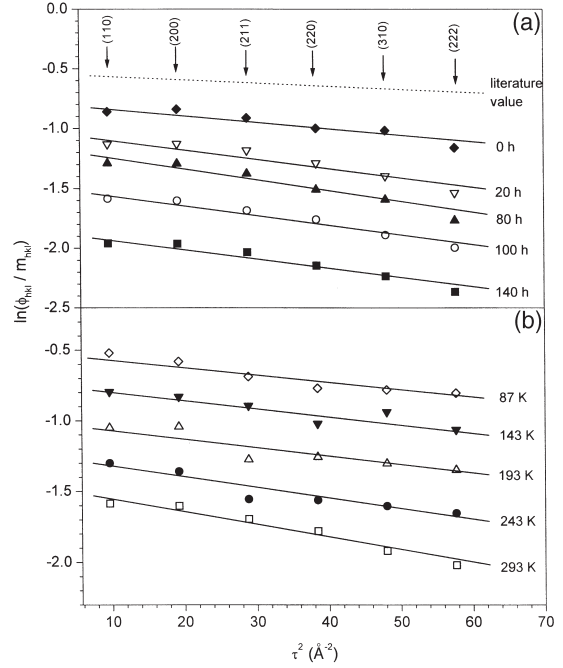 0.0
(a)
(110)
(200)
(211)
(220)
(310)
(222)
-0.5
literature
value
-1.0
0 h
20 h
-1.5
80 h
100 h
-2.0
140 h
-2.5
ln(ϕhkl / mhkl)
(b)
-0.5
87 K
-1.0
143 K
193 K
-1.5
243 K
-2.0
293 K
10 20 30 40 50 60 70
τ² (Å⁻²)